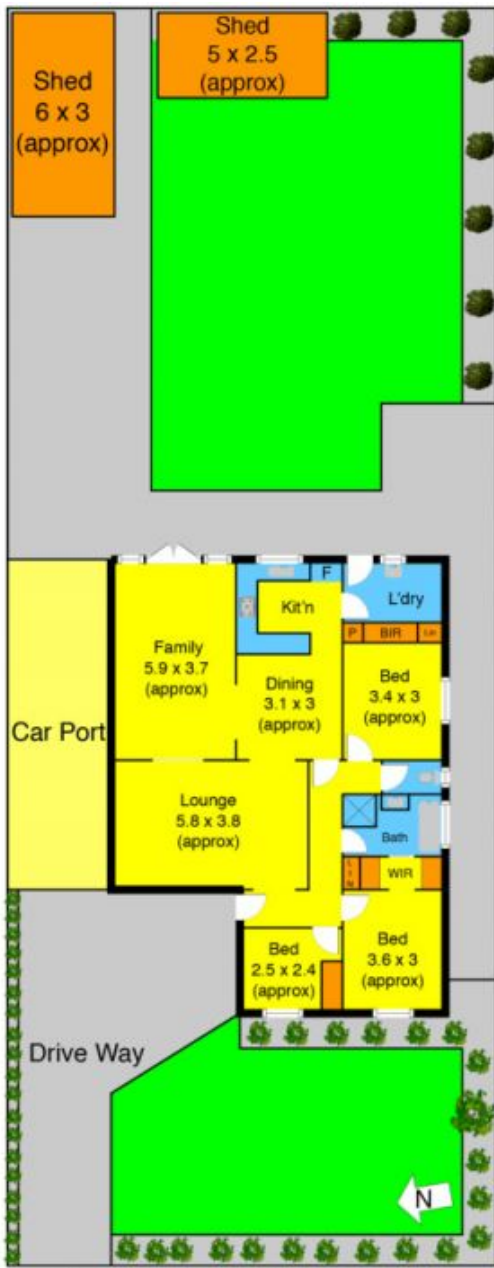 Shed
6 x 3
(approx)
Shed
5 x 2.5
(approx)
F
Kit'n
L'dry
P
BIR
Lin
Family
5.9 x 3.7
(approx)
Dining
3.1 x 3
(approx)
Bed
3.4 x 3
(approx)
Car Port
Lounge
5.8 x 3.8
(approx)
Bath
LIN
WIR
Bed
2.5 x 2.4
(approx)
Bed
3.6 x 3
(approx)
Drive Way
N